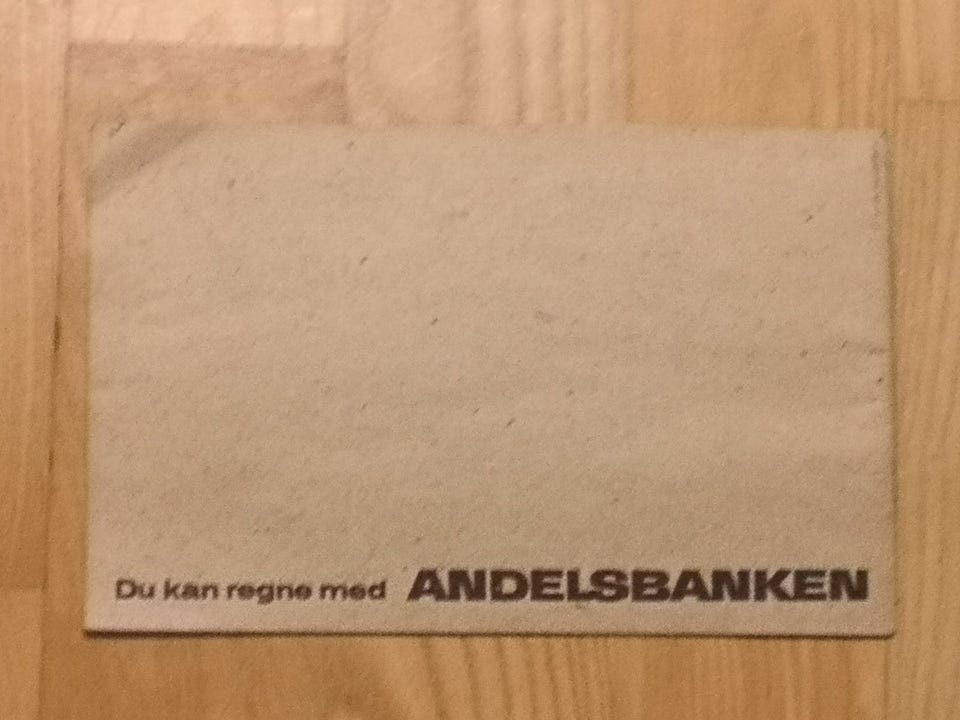 Du kan regne med ANDELSBANKEN